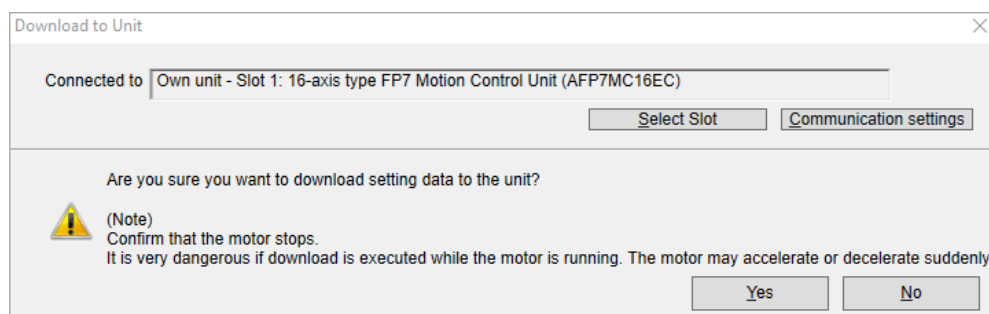 Download to Unit
Connected to Own unit - Slot 1: 16-axis type FP7 Motion Control Unit (AFP7MC16EC)
Select Slot Communication settings
Are you sure you want to download setting data to the unit?
(Note)
Confirm that the motor stops.
It is very dangerous if download is executed while the motor is running. The motor may accelerate or decelerate suddenly
Yes No